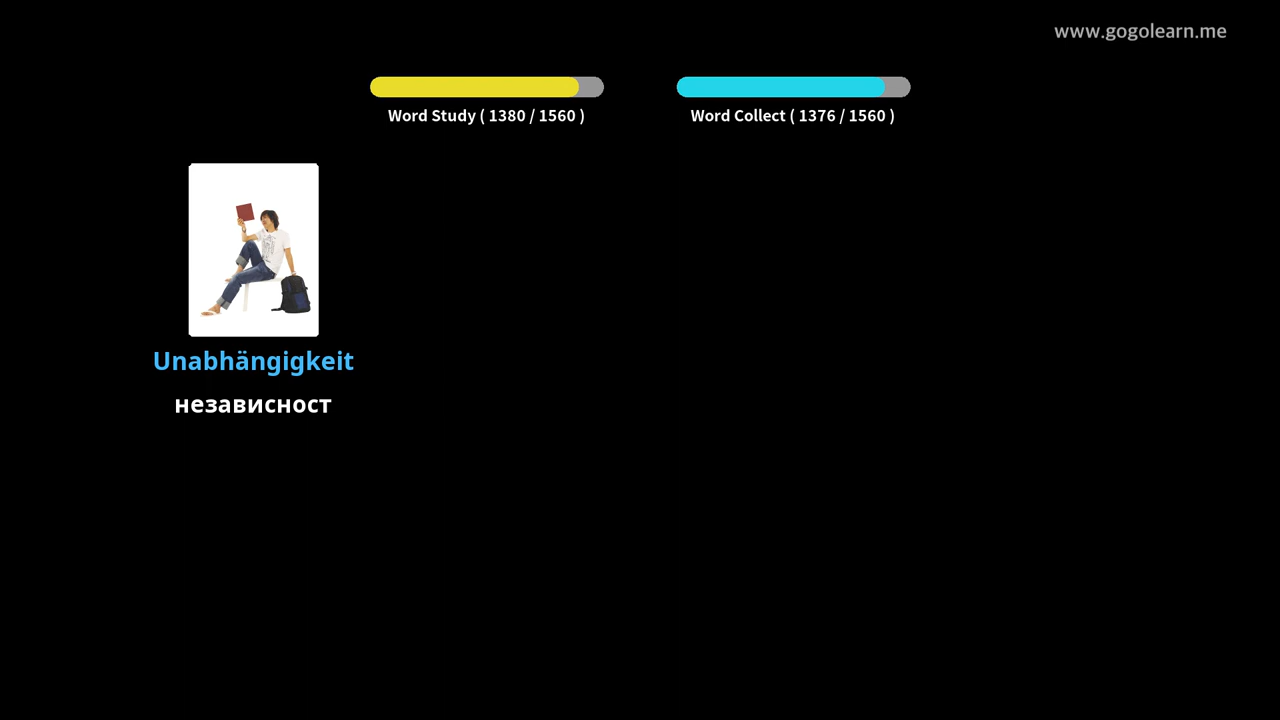 www.gogolearn.me
Word Study ( 1380 / 1560 )
Word Collect ( 1376 / 1560 )
Unabhängigkeit
независност